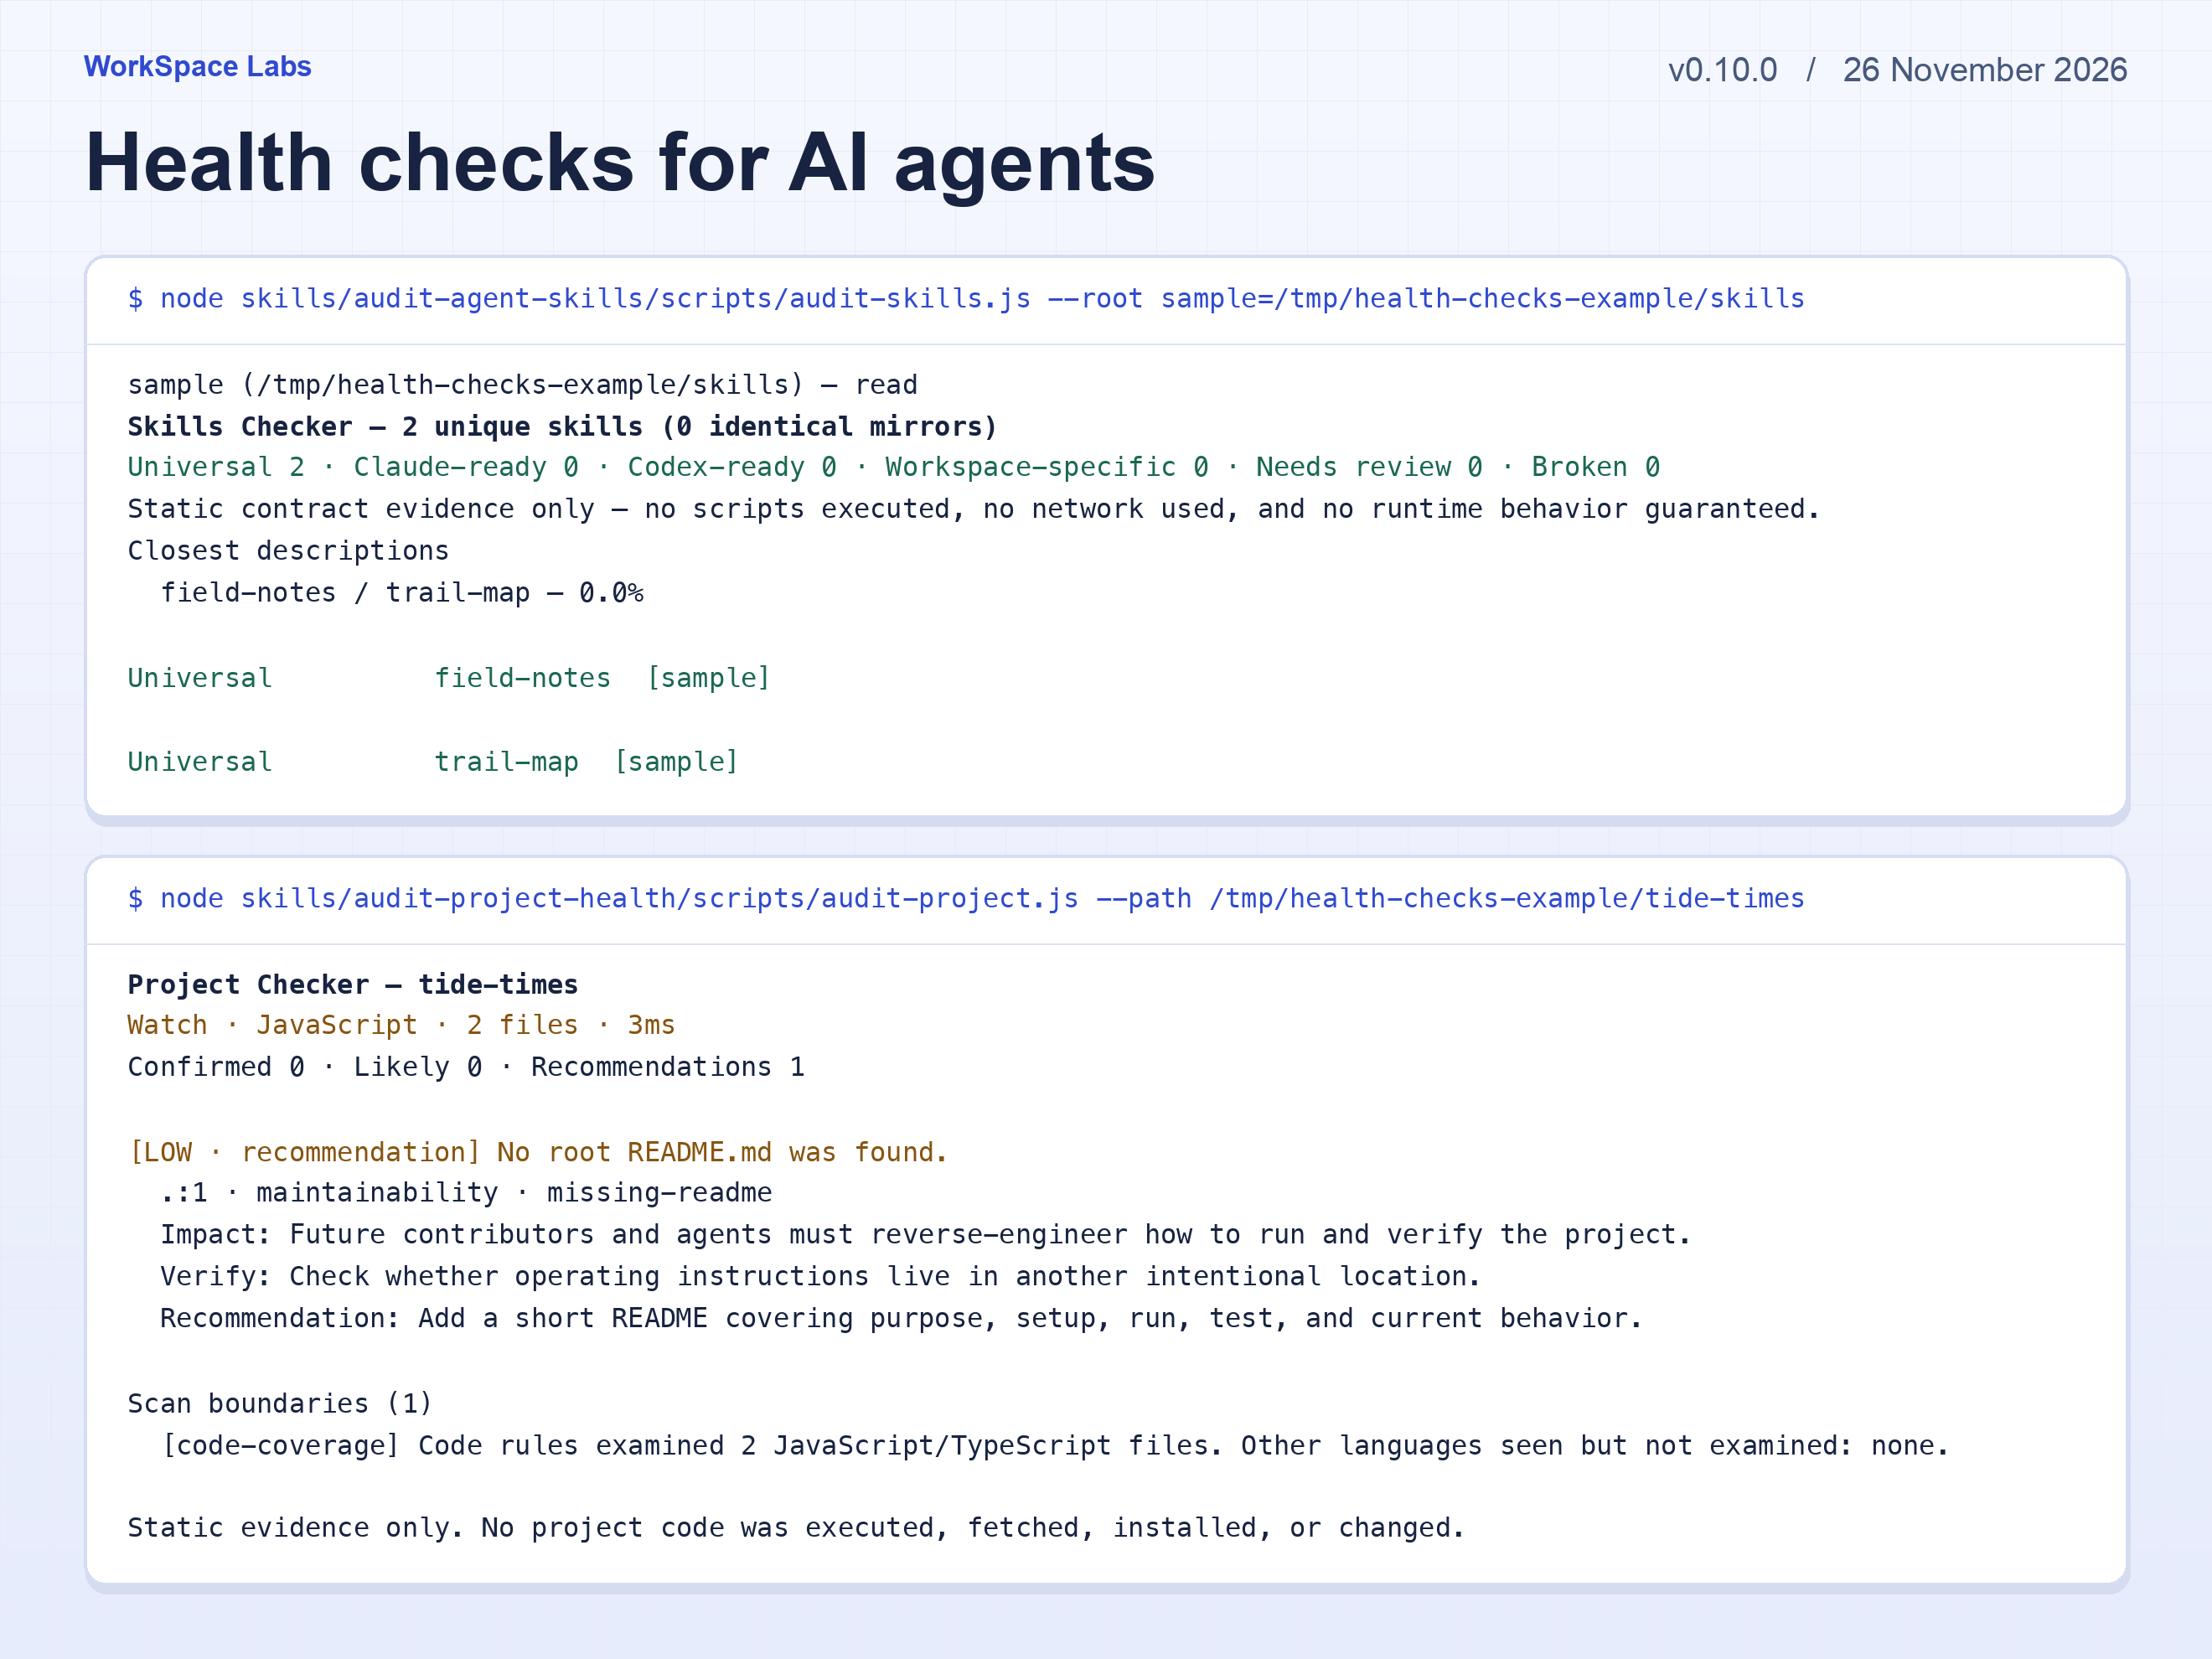 WorkSpace Labs
v0.10.0 / 26 November 2026
Health checks for AI agents
$ node skills/audit-agent-skills/scripts/audit-skills.js --root sample=/tmp/health-checks-example/skills
sample (/tmp/health-checks-example/skills) — read
Skills Checker — 2 unique skills (0 identical mirrors)
Universal 2 · Claude-ready 0 · Codex-ready 0 · Workspace-specific 0 · Needs review 0 · Broken 0
Static contract evidence only — no scripts executed, no network used, and no runtime behavior guaranteed.
Closest descriptions
  field-notes / trail-map — 0.0%
Universal          field-notes  [sample]
Universal          trail-map  [sample]
$ node skills/audit-project-health/scripts/audit-project.js --path /tmp/health-checks-example/tide-times
Project Checker — tide-times
Watch · JavaScript · 2 files · 3ms
Confirmed 0 · Likely 0 · Recommendations 1
[LOW · recommendation] No root README.md was found.
  .:1 · maintainability · missing-readme
  Impact: Future contributors and agents must reverse-engineer how to run and verify the project.
  Verify: Check whether operating instructions live in another intentional location.
  Recommendation: Add a short README covering purpose, setup, run, test, and current behavior.
Scan boundaries (1)
  [code-coverage] Code rules examined 2 JavaScript/TypeScript files. Other languages seen but not examined: none.
Static evidence only. No project code was executed, fetched, installed, or changed.